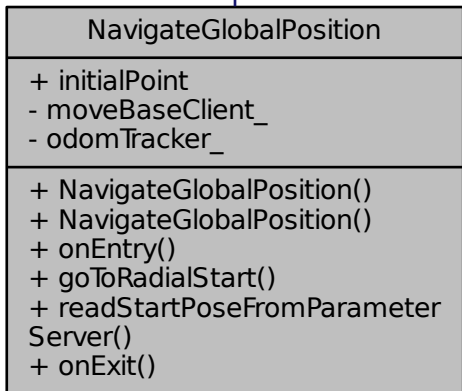 NavigateGlobalPosition
+ initialPoint
- moveBaseClient_
- odomTracker_
+ NavigateGlobalPosition()
+ NavigateGlobalPosition()
+ onEntry()
+ goToRadialStart()
+ readStartPoseFromParameter
Server()
+ onExit()